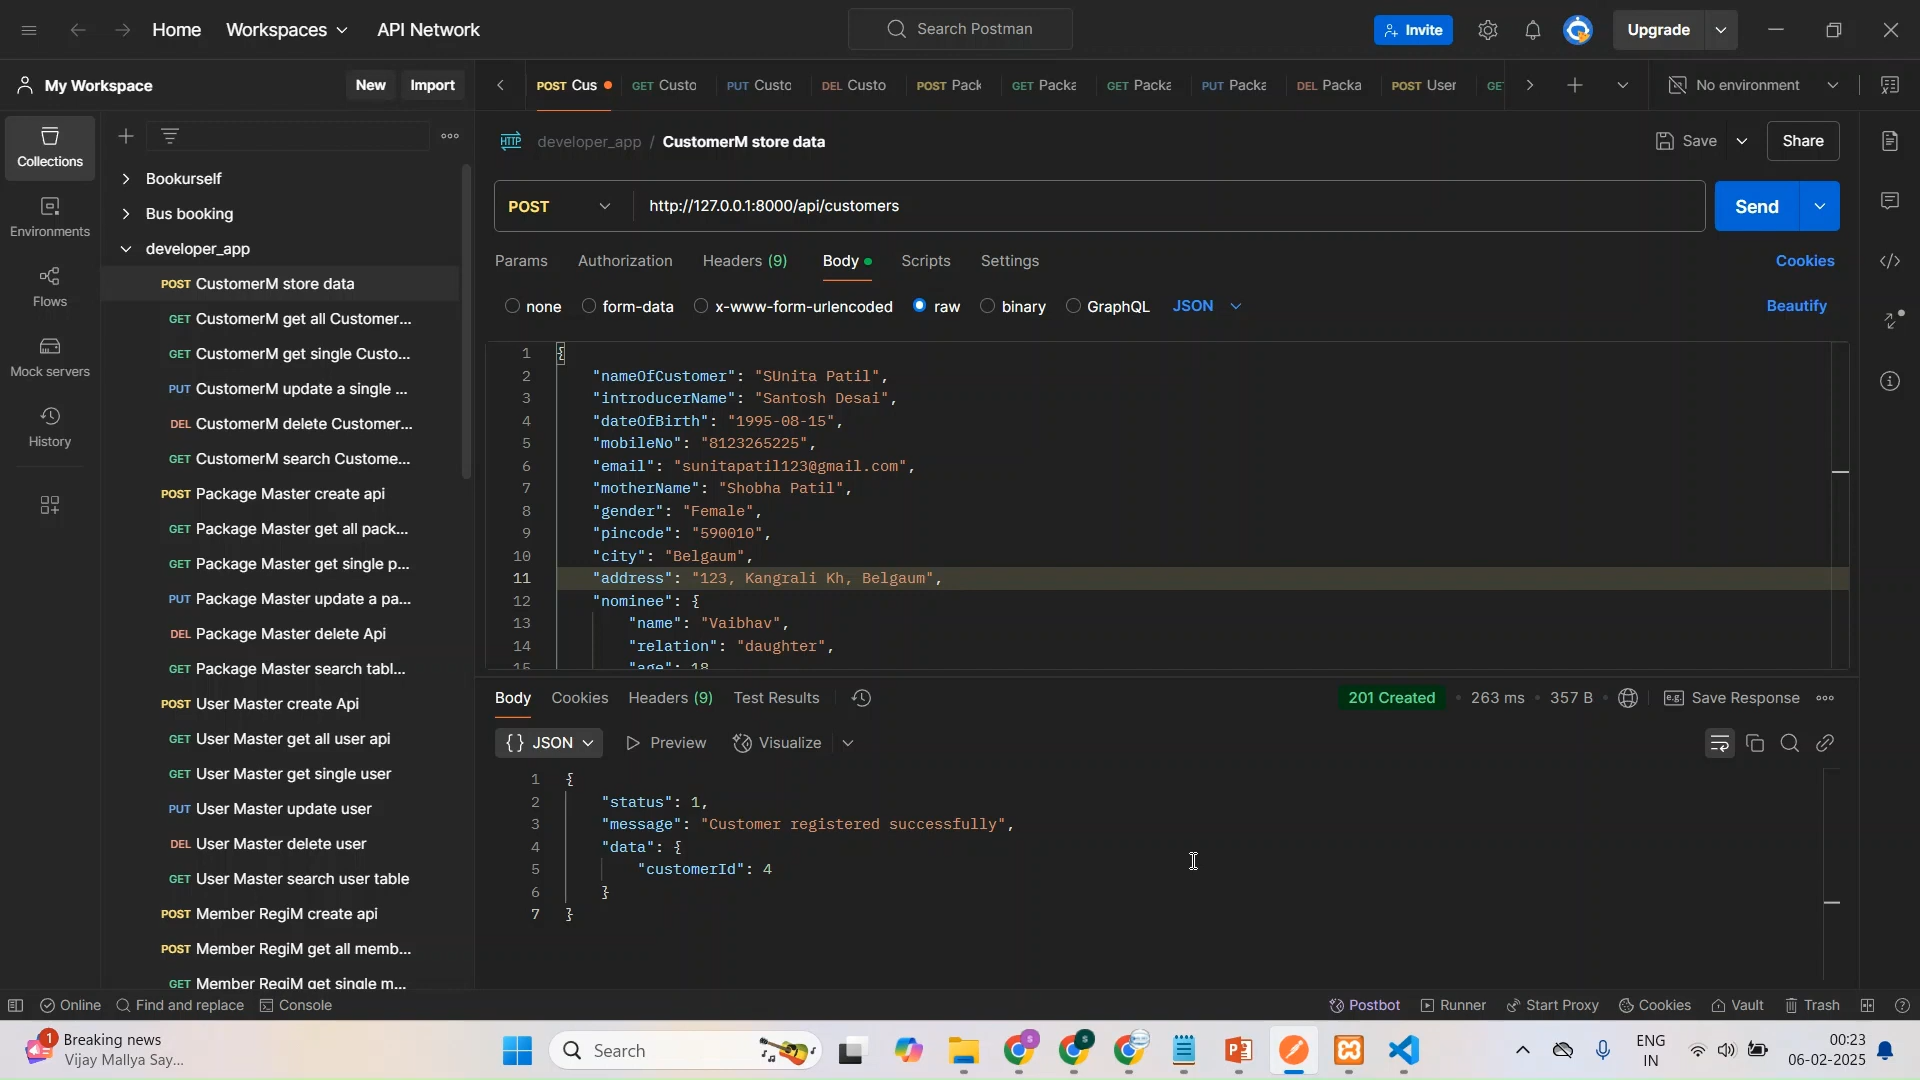 Home Workspaces API Network Search Postman Invite Upgrade
My Workspace New Import POST Cus GET Custo PUT Custo DEL Custo POST Pack GET Packa GET Packa PUT Packa DEL Packa POST User GE No environment
Collections
Environments
Flows
Mock servers
History
Bookurself
Bus booking
developer_app
POST CustomerM store data
GET CustomerM get all Customer...
GET CustomerM get single Custo...
PUT CustomerM update a single ...
DEL CustomerM delete Customer...
GET CustomerM search Custome...
POST Package Master create api
GET Package Master get all pack...
GET Package Master get single p...
PUT Package Master update a pa...
DEL Package Master delete Api
GET Package Master search tabl...
POST User Master create Api
GET User Master get all user api
GET User Master get single user
PUT User Master update user
DEL User Master delete user
GET User Master search user table
POST Member RegiM create api
POST Member RegiM get all memb...
GET Member RegiM get single m...
HTTP developer_app / CustomerM store data Save Share
POST http://127.0.0.1:8000/api/customers Send
Params Authorization Headers (9) Body Scripts Settings Cookies
none form-data x-www-form-urlencoded raw binary GraphQL JSON Beautify
1 {
2 "nameOfCustomer": "SUnita Patil",
3 "introducerName": "Santosh Desai",
4 "dateOfBirth": "1995-08-15",
5 "mobileNo": "8123265225",
6 "email": "sunitapatil123@gmail.com",
7 "motherName": "Shobha Patil",
8 "gender": "Female",
9 "pincode": "590010",
10 "city": "Belgaum",
11 "address": "123, Kangrali Kh, Belgaum",
12 "nominee": {
13 "name": "Vaibhav",
14 "relation": "daughter",
15 "age": 18
Body Cookies Headers (9) Test Results 201 Created • 263 ms • 357 B e.g. Save Response
{} JSON Preview Visualize
1 {
2 "status": 1,
3 "message": "Customer registered successfully",
4 "data": {
5 "customerId": 4
6 }
7 }
Online Find and replace Console Postbot Runner Start Proxy Cookies Vault Trash
1 Breaking news
Vijay Mallya Say...
Search
ENG
IN
00:23
06-02-2025